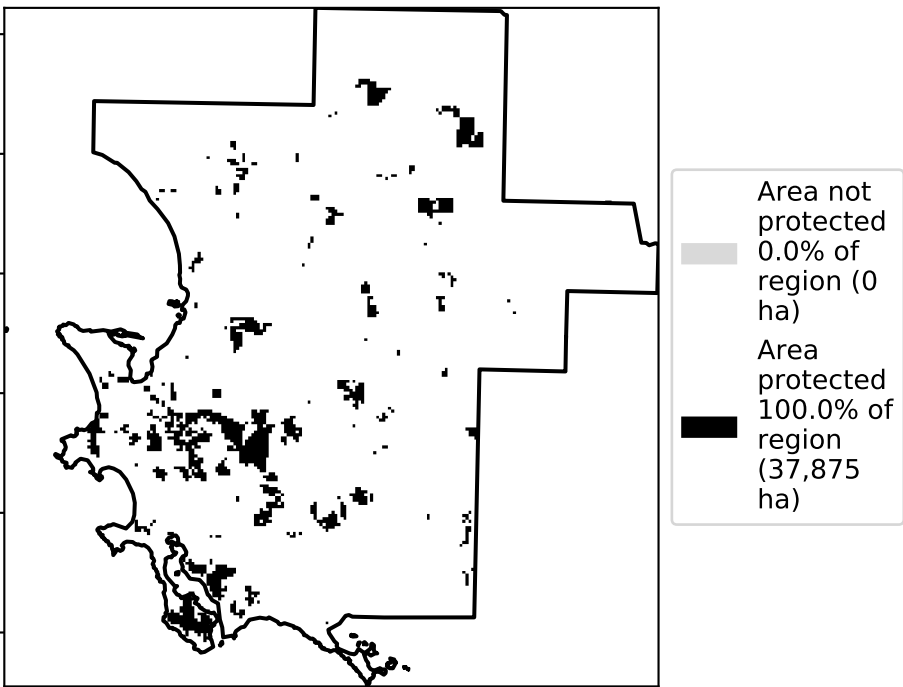 Area not
protected
0.0% of
region (0
ha)
Area
protected
100.0% of
region
(37,875
ha)